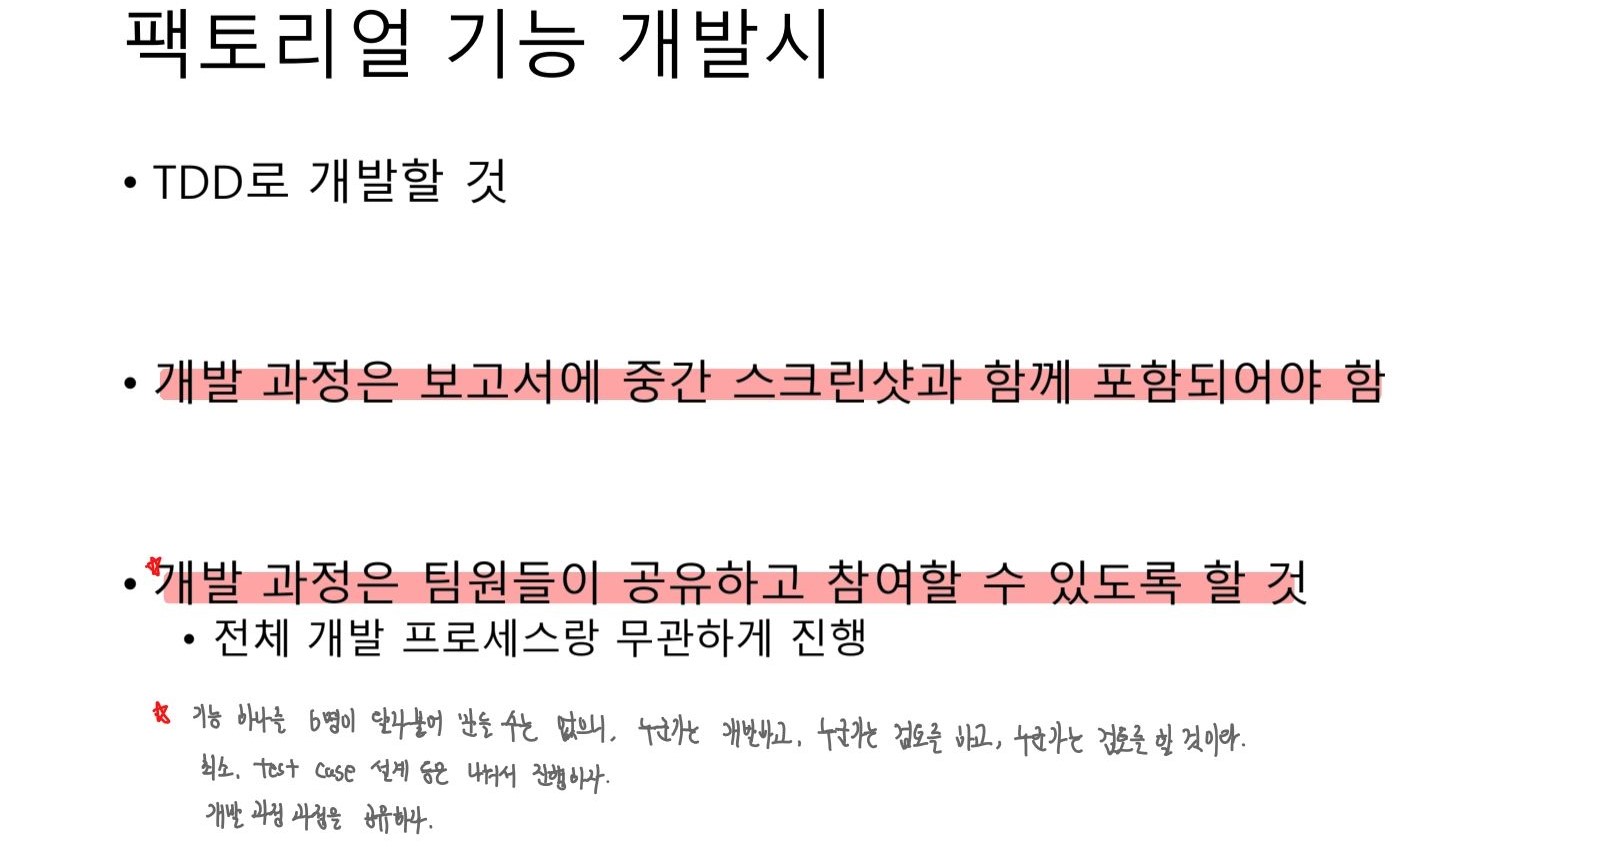 팩토리얼 기능 개발시
• TDD로 개발할 것
• 개발 과정은 보고서에 중간 스크린샷과 함께 포함되어야 함
• 개발 과정은 팀원들이 공유하고 참여할 수 있도록 할 것
• 전체 개발 프로세스랑 무관하게 진행
기능 하나를 6명이 달라붙어 만들 수는 없으니, 누군가는 개발하고, 누군가는 검토를 하고, 누군가는 검토를 할 것이라.
최소, test case 설계 등은 나눠서 진행하라.
개발 과정 과정을 공유하라.